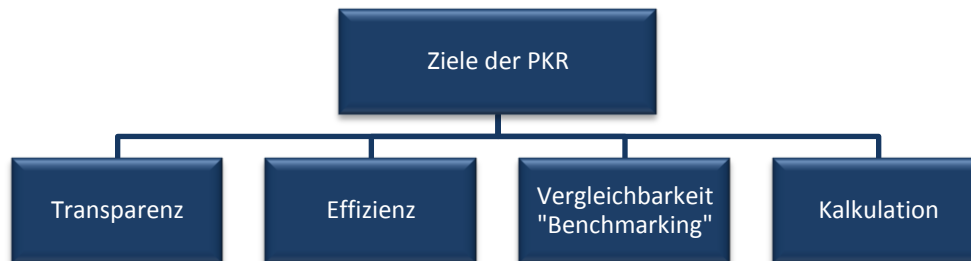 Ziele der PKR
Transparenz
Effizienz
Vergleichbarkeit
"Benchmarking"
Kalkulation